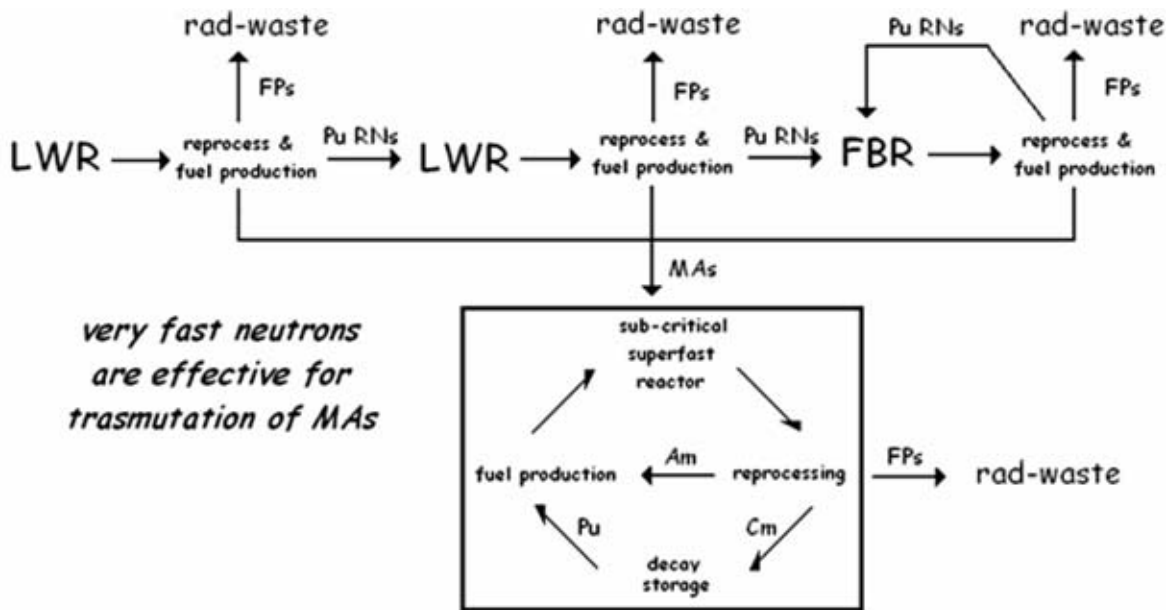 rad-waste
rad-waste
rad-waste
Pu RNs
FPs
FPs
FPs
LWR
reprocess &
fuel production
Pu RNs
LWR
reprocess &
fuel production
Pu RNs
FBR
reprocess &
fuel production
MAs
very fast neutrons
are effective for
trasmutation of MAs
sub-critical
superfast
reactor
fuel production
Am
reprocessing
FPs
rad-waste
Pu
Cm
decay
storage